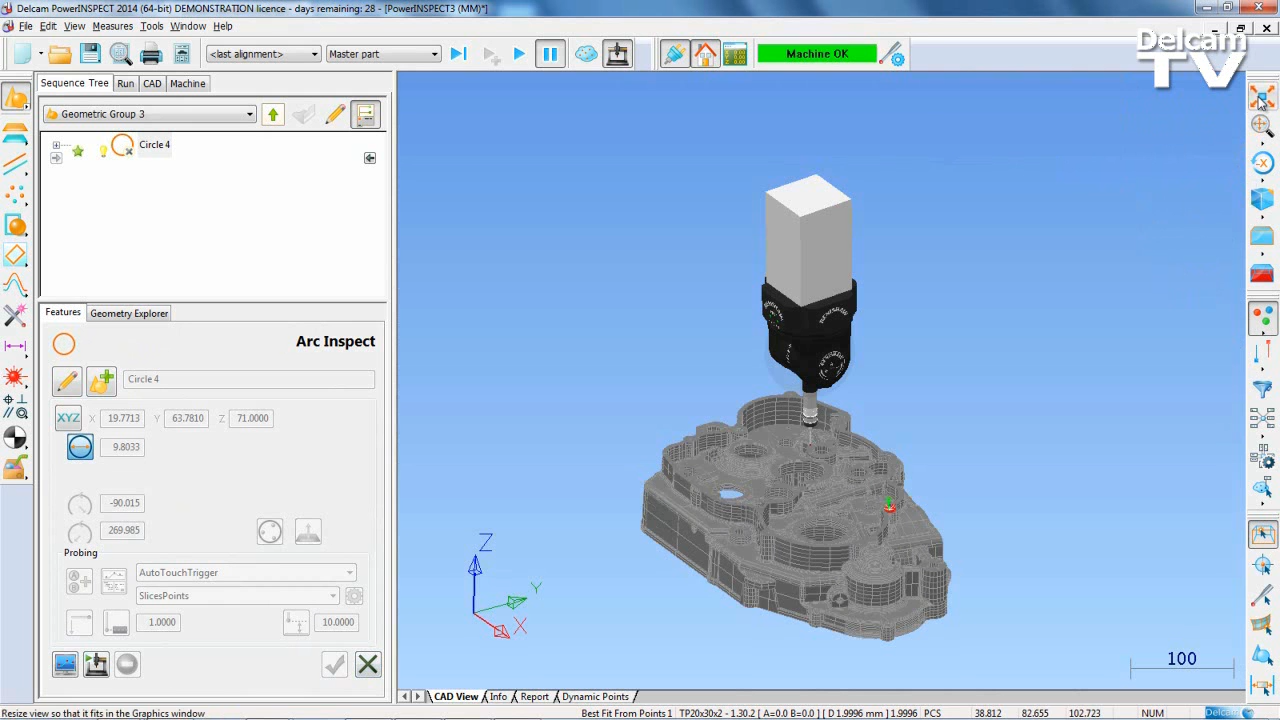 Delcam PowerINSPECT 2014 (64-bit) DEMONSTRATION licence - days remaining: 28 - [PowerINSPECT3 (MM)*]
File Edit View Measures Tools Window Help
<last alignment> Master part Machine OK
Delcam
TV
Sequence Tree Run CAD Machine
Geometric Group 3
Circle 4
Features Geometry Explorer
Arc Inspect
Circle 4
XYZ X 19.7713 Y 63.7810 Z 71.0000
9.8033
-90.015
269.985
Probing
AutoTouchTrigger
SlicesPoints
1.0000 10.0000
Z
Y
X
100
CAD View Info Report Dynamic Points
Resize view so that it fits in the Graphics window Best Fit From Points 1 TP20x30x2 - 1.30.2 [ A=0.0 B=0.0 ] [ D 1.9996 mm ] 1.9996 PCS 38.812 82.655 102.723 NUM Delcam